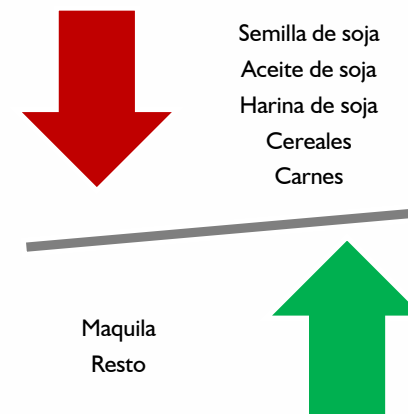 Semilla de soja
Aceite de soja
Harina de soja
Cereales
Carnes
Maquila
Resto